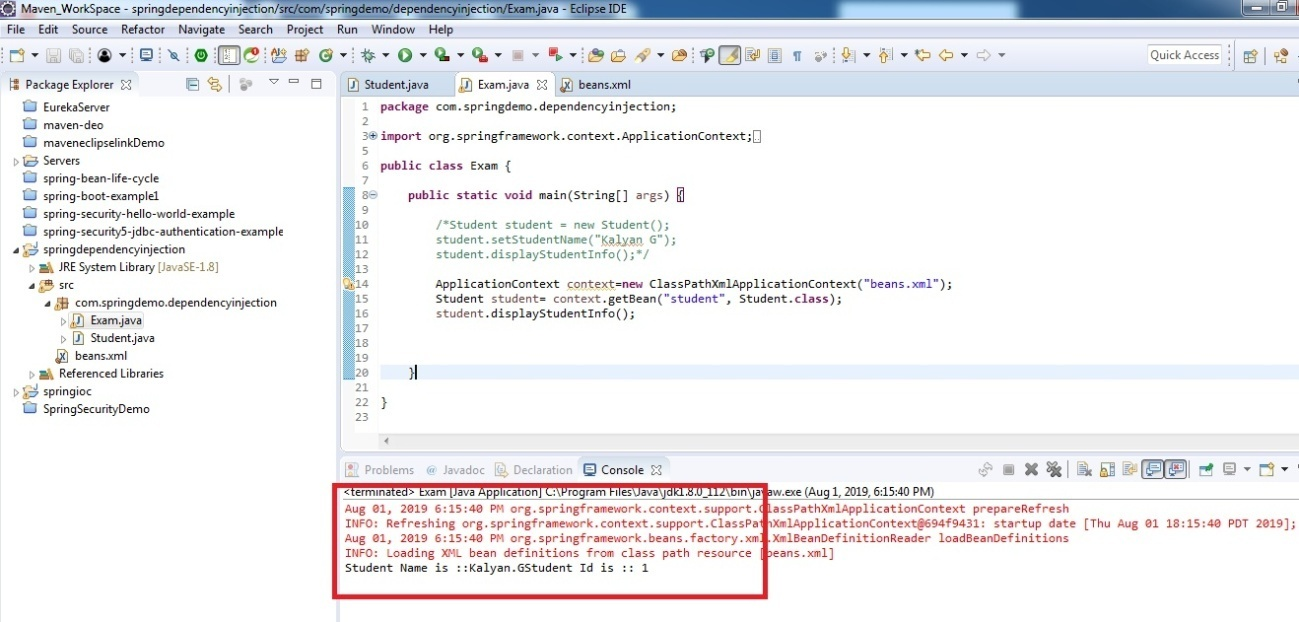 Maven_WorkSpace - springdependencyinjection/src/com/springdemo/dependencyinjection/Exam.java - Eclipse IDE
File Edit Source Refactor Navigate Search Project Run Window Help
Quick Access
Package Explorer
EurekaServer
maven-deo
maveneclipselinkDemo
Servers
spring-bean-life-cycle
spring-boot-example1
spring-security-hello-world-example
spring-security5-jdbc-authentication-example
springdependencyinjection
JRE System Library [JavaSE-1.8]
src
com.springdemo.dependencyinjection
Exam.java
Student.java
beans.xml
Referenced Libraries
springioc
SpringSecurityDemo
Student.java Exam.java beans.xml
1 package com.springdemo.dependencyinjection;
2
3 import org.springframework.context.ApplicationContext;
5
6 public class Exam {
7
8 public static void main(String[] args) {
9
10 /*Student student = new Student();
11 student.setStudentName("Kalyan G");
12 student.displayStudentInfo();*/
13
14 ApplicationContext context=new ClassPathXmlApplicationContext("beans.xml");
15 Student student= context.getBean("student", Student.class);
16 student.displayStudentInfo();
17
18
19
20 }
21
22 }
23
Problems @ Javadoc Declaration Console
<terminated> Exam [Java Application] C:\Program Files\Java\jdk1.8.0_112\bin\javaw.exe (Aug 1, 2019, 6:15:40 PM)
Aug 01, 2019 6:15:40 PM org.springframework.context.support.ClassPathXmlApplicationContext prepareRefresh
INFO: Refreshing org.springframework.context.support.ClassPathXmlApplicationContext@694f9431: startup date [Thu Aug 01 18:15:40 PDT 2019];
Aug 01, 2019 6:15:40 PM org.springframework.beans.factory.xml.XmlBeanDefinitionReader loadBeanDefinitions
INFO: Loading XML bean definitions from class path resource [beans.xml]
Student Name is ::Kalyan.GStudent Id is :: 1